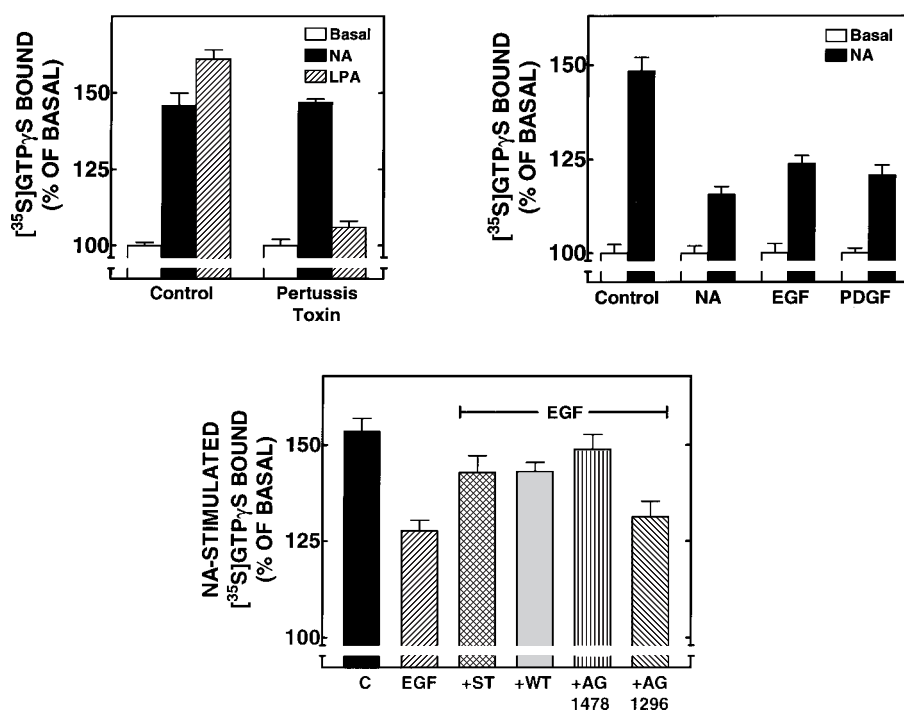 [35S]GTPγS BOUND
(% OF BASAL)
150
125
100
Basal
NA
LPA
Control
Pertussis
Toxin
[35S]GTPγS BOUND
(% OF BASAL)
150
125
100
Basal
NA
Control
NA
EGF
PDGF
NA-STIMULATED
[35S]GTPγS BOUND
(% OF BASAL)
150
125
100
EGF
C
EGF
+ST
+WT
+AG
1478
+AG
1296